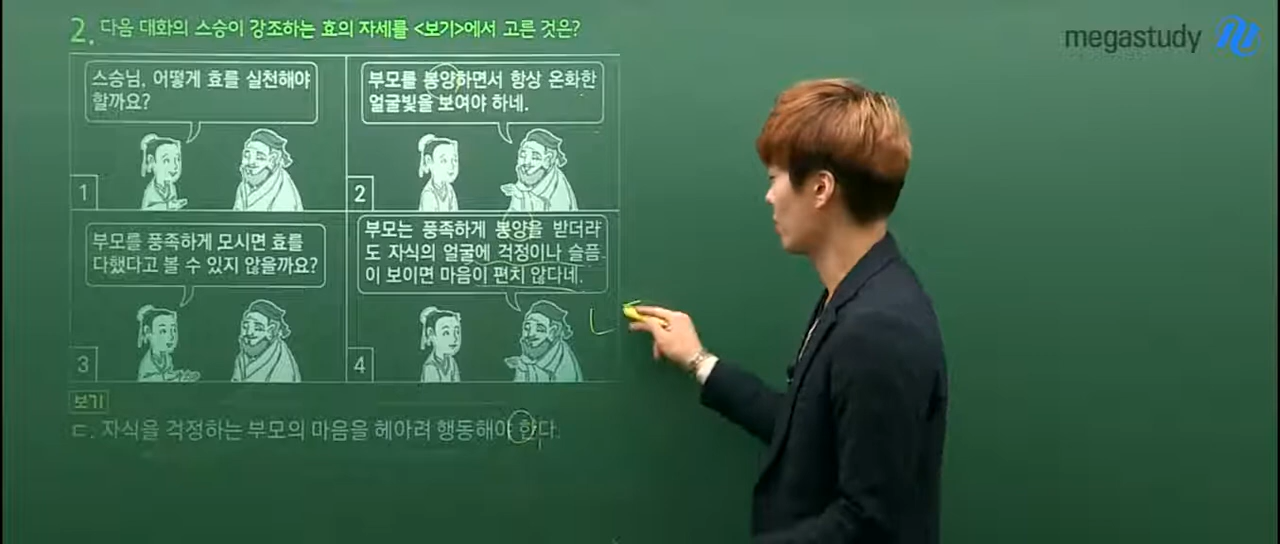 2. 다음 대화의 스승이 강조하는 효의 자세를 <보기>에서 고른 것은?
megastudy
스승님, 어떻게 효를 실천해야
할까요?
1
부모를 봉양하면서 항상 온화한
얼굴빛을 보여야 하네.
2
부모를 풍족하게 모시면 효를
다했다고 볼 수 있지 않을까요?
3
부모는 풍족하게 봉양을 받더라
도 자식의 얼굴에 걱정이나 슬픔
이 보이면 마음이 편치 않다네.
4
보기
ㄷ. 자식을 걱정하는 부모의 마음을 헤아려 행동해야 한다.